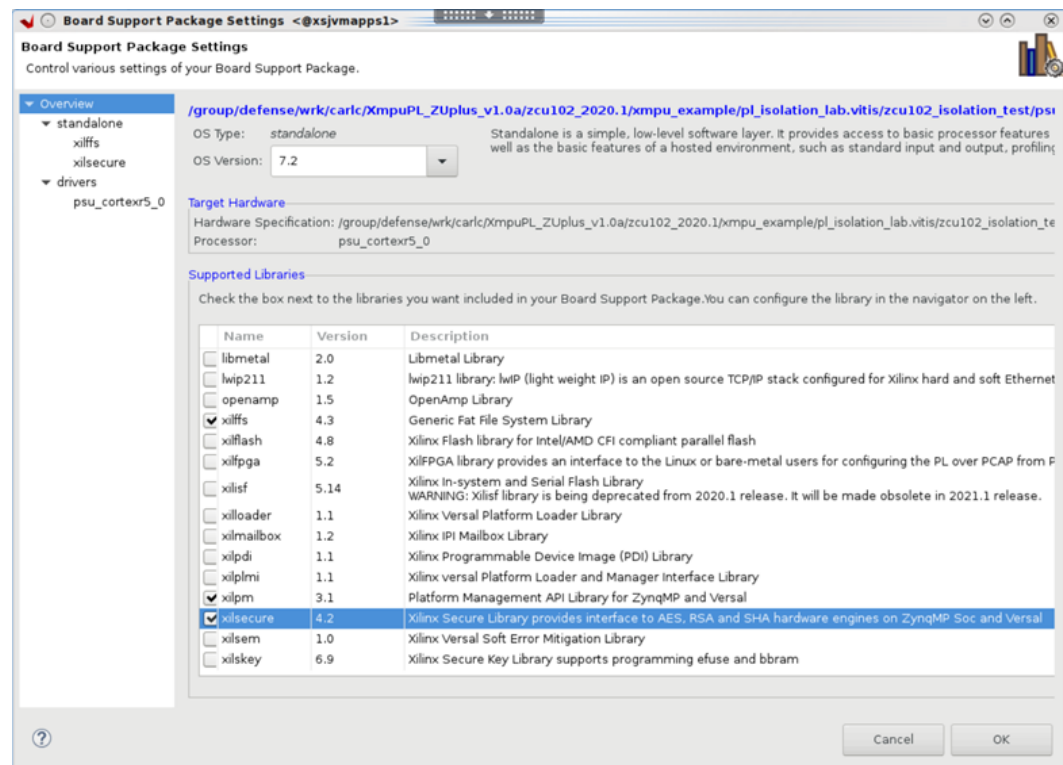 Board Support Package Settings <@xsjvmapps1>
Board Support Package Settings
Control various settings of your Board Support Package.
Overview
standalone
xilffs
xilsecure
drivers
psu_cortexr5_0
/group/defense/wrk/carlc/XmpuPL_ZUplus_v1.0a/zcu102_2020.1/xmpu_example/pl_isolation_lab.vitis/zcu102_isolation_test/psu
OS Type: standalone
Standalone is a simple, low-level software layer. It provides access to basic processor features
well as the basic features of a hosted environment, such as standard input and output, profiling
OS Version: 7.2
Target Hardware
Hardware Specification: /group/defense/wrk/carlc/XmpuPL_ZUplus_v1.0a/zcu102_2020.1/xmpu_example/pl_isolation_lab.vitis/zcu102_isolation_te
Processor: psu_cortexr5_0
Supported Libraries
Check the box next to the libraries you want included in your Board Support Package.You can configure the library in the navigator on the left.
Name Version Description
libmetal 2.0 Libmetal Library
lwip211 1.2 lwip211 library: lwIP (light weight IP) is an open source TCP/IP stack configured for Xilinx hard and soft Ethernet
openamp 1.5 OpenAmp Library
xilffs 4.3 Generic Fat File System Library
xilflash 4.8 Xilinx Flash library for Intel/AMD CFI compliant parallel flash
xilfpga 5.2 XilFPGA library provides an interface to the Linux or bare-metal users for configuring the PL over PCAP from P
xilisf 5.14 Xilinx In-system and Serial Flash Library
WARNING: Xilisf library is being deprecated from 2020.1 release. It will be made obsolete in 2021.1 release.
xilloader 1.1 Xilinx Versal Platform Loader Library
xilmailbox 1.2 Xilinx IPI Mailbox Library
xilpdi 1.1 Xilinx Programmable Device Image (PDI) Library
xilplmi 1.1 Xilinx versal Platform Loader and Manager Interface Library
xilpm 3.1 Platform Management API Library for ZynqMP and Versal
xilsecure 4.2 Xilinx Secure Library provides interface to AES, RSA and SHA hardware engines on ZynqMP Soc and Versal
xilsem 1.0 Xilinx Versal Soft Error Mitigation Library
xilskey 6.9 Xilinx Secure Key Library supports programming efuse and bbram
Cancel OK